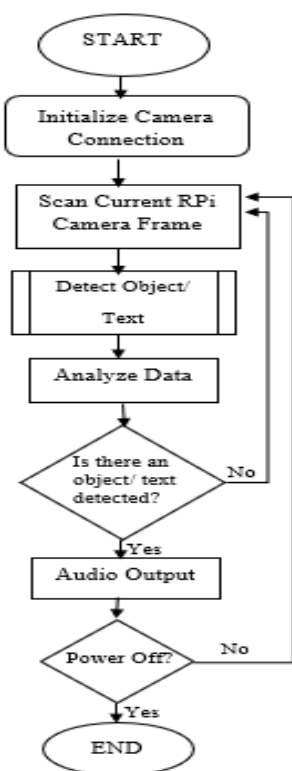 START
Initialize Camera
Connection
Scan Current RPi
Camera Frame
Detect Object/
Text
Analyze Data
Is there an
object/ text
detected?
No
Yes
Audio Output
Power Off?
No
Yes
END